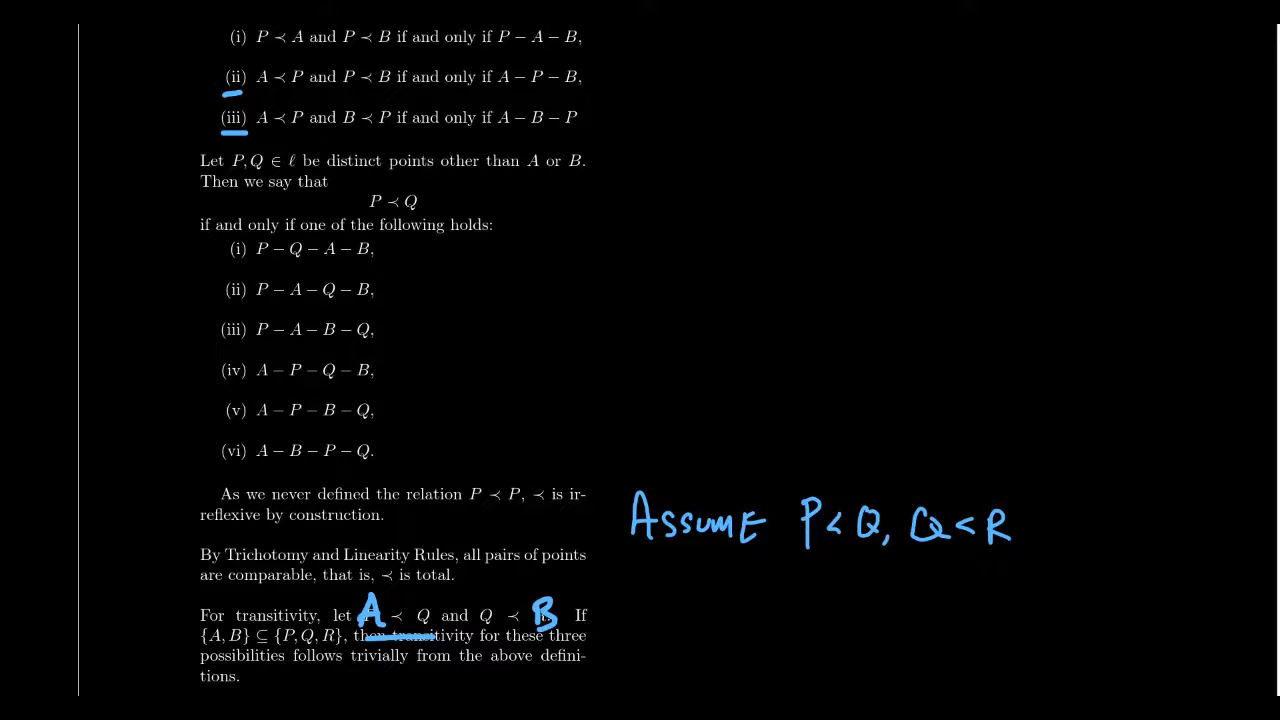 (i) P ≺ A and P ≺ B if and only if P − A − B,
(ii) A ≺ P and P ≺ B if and only if A − P − B,
(iii) A ≺ P and B ≺ P if and only if A − B − P
Let P, Q ∈ ℓ be distinct points other than A or B.
Then we say that
P ≺ Q
if and only if one of the following holds:
(i) P − Q − A − B,
(ii) P − A − Q − B,
(iii) P − A − B − Q,
(iv) A − P − Q − B,
(v) A − P − B − Q,
(vi) A − B − P − Q.
As we never defined the relation P ≺ P, ≺ is ir-
reflexive by construction.
Assume P < Q, Q < R
By Trichotomy and Linearity Rules, all pairs of points
are comparable, that is, ≺ is total.
For transitivity, let A ≺ Q and Q ≺ B If
{A, B} ⊆ {P, Q, R}, then transitivity for these three
possibilities follows trivially from the above defini-
tions.